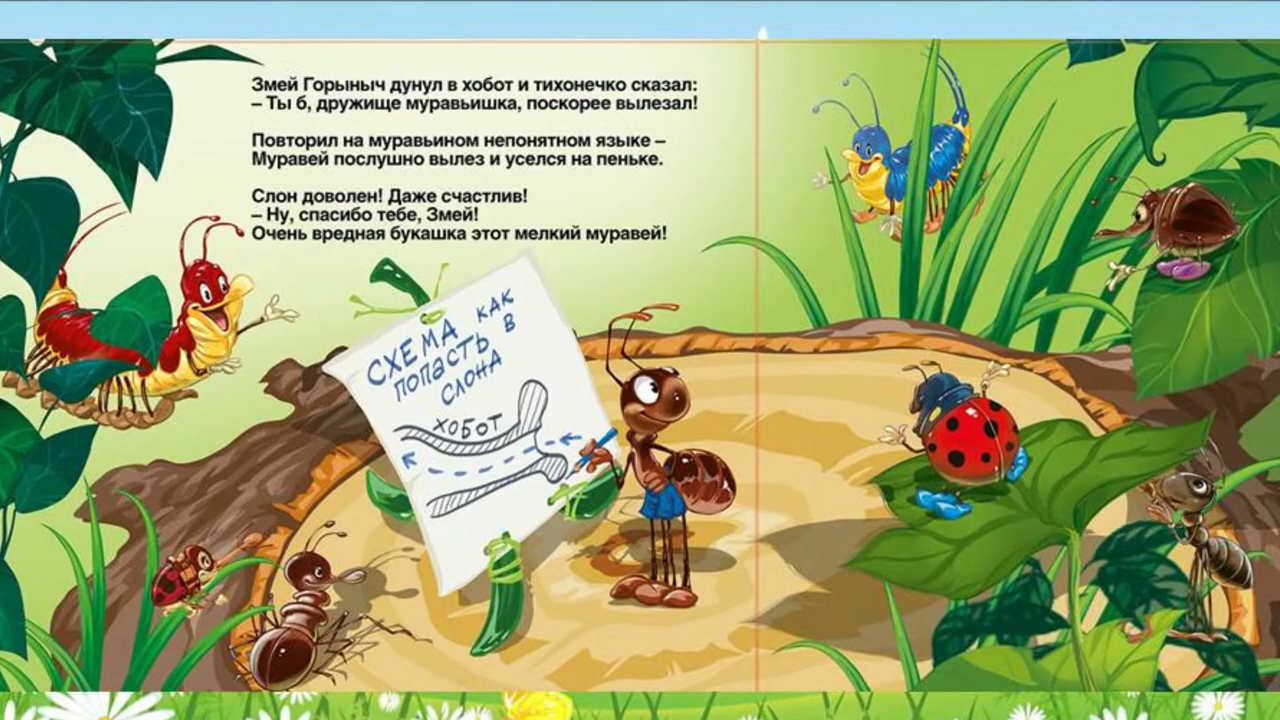 Змей Горыныч дунул в хобот и тихонечко сказал:
– Ты б, дружище муравьишка, поскорее вылезал!
Повторил на муравьином непонятном языке –
Муравей послушно вылез и уселся на пеньке.
Слон доволен! Даже счастлив!
– Ну, спасибо тебе, Змей!
Очень вредная букашка этот мелкий муравей!
СХЕМА КАК
ПОПАСТЬ В
СЛОНА
ХОБОТ